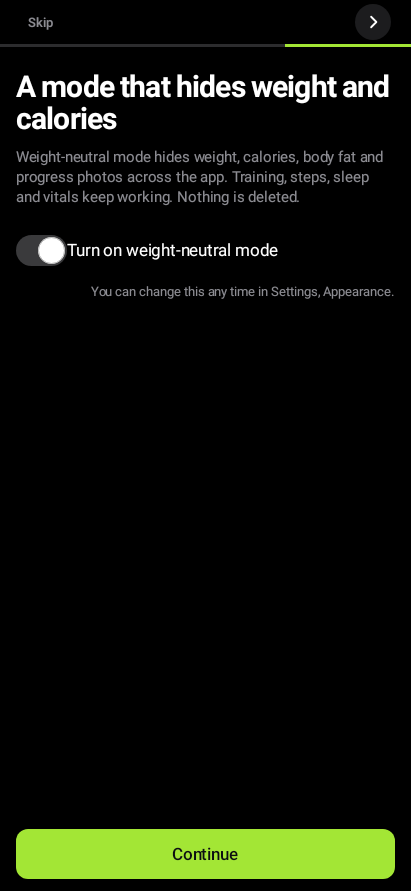 Skip
A mode that hides weight and
calories
Weight-neutral mode hides weight, calories, body fat and
progress photos across the app. Training, steps, sleep
and vitals keep working. Nothing is deleted.
Turn on weight-neutral mode
You can change this any time in Settings, Appearance.
Continue